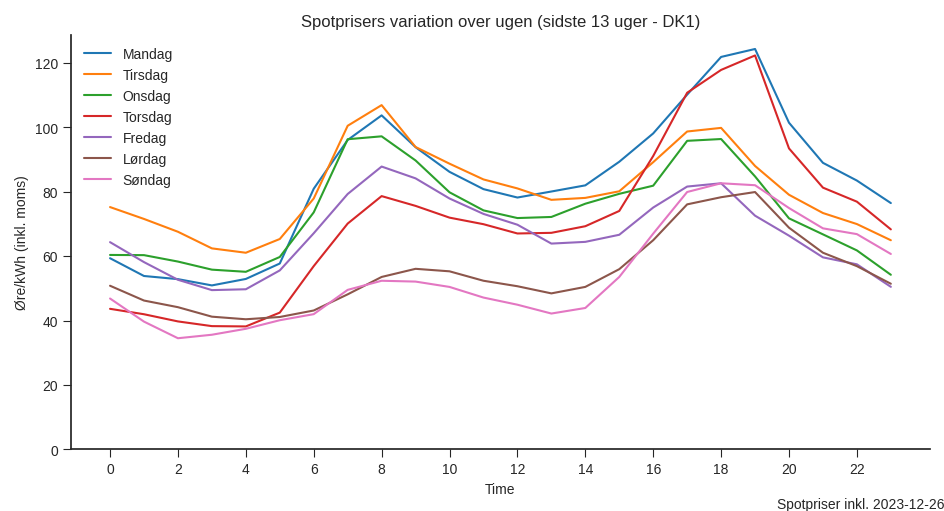 Spotprisers variation over ugen (sidste 13 uger - DK1)
Mandag
Tirsdag
Onsdag
Torsdag
Fredag
Lørdag
Søndag
Øre/kWh (inkl. moms)
120
100
80
60
40
20
0
0 2 4 6 8 10 12 14 16 18 20 22
Time
Spotpriser inkl. 2023-12-26